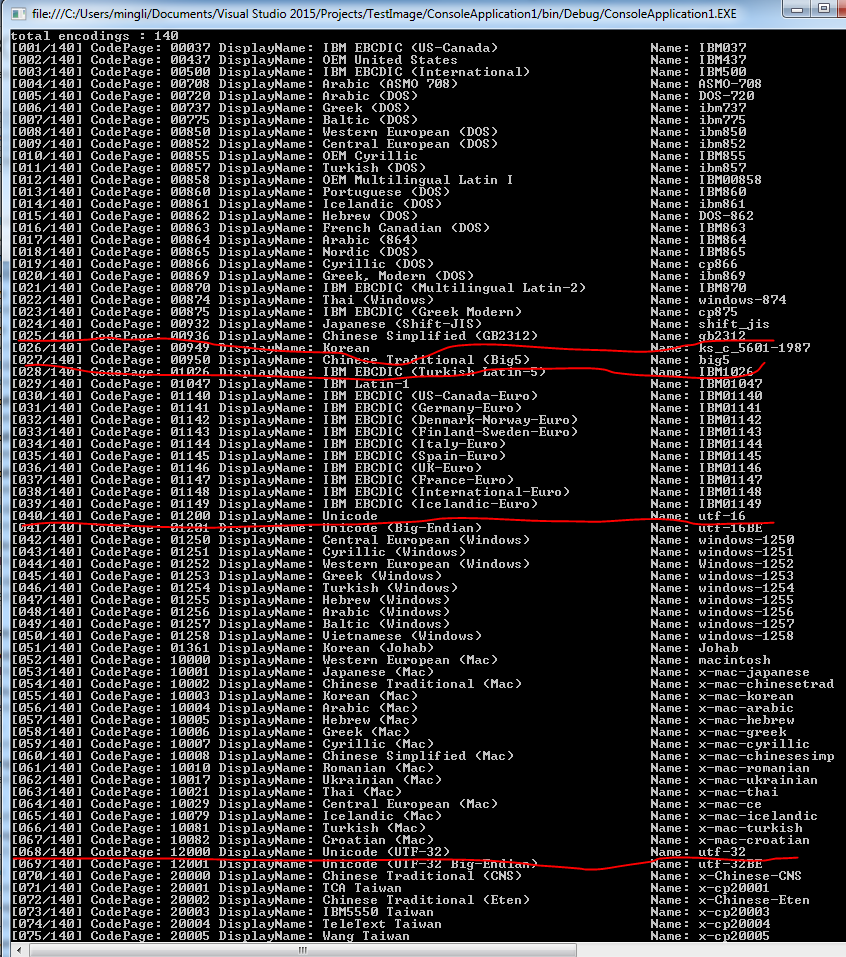 file:///C:/Users/mingli/Documents/Visual Studio 2015/Projects/TestImage/ConsoleApplication1/bin/Debug/ConsoleApplication1.EXE
total encodings : 140
[001/140] CodePage: 00037 DisplayName: IBM EBCDIC (US-Canada) Name: IBM037
[002/140] CodePage: 00437 DisplayName: OEM United States Name: IBM437
[003/140] CodePage: 00500 DisplayName: IBM EBCDIC (International) Name: IBM500
[004/140] CodePage: 00708 DisplayName: Arabic (ASMO 708) Name: ASMO-708
[005/140] CodePage: 00720 DisplayName: Arabic (DOS) Name: DOS-720
[006/140] CodePage: 00737 DisplayName: Greek (DOS) Name: ibm737
[007/140] CodePage: 00775 DisplayName: Baltic (DOS) Name: ibm775
[008/140] CodePage: 00850 DisplayName: Western European (DOS) Name: ibm850
[009/140] CodePage: 00852 DisplayName: Central European (DOS) Name: ibm852
[010/140] CodePage: 00855 DisplayName: OEM Cyrillic Name: IBM855
[011/140] CodePage: 00857 DisplayName: Turkish (DOS) Name: ibm857
[012/140] CodePage: 00858 DisplayName: OEM Multilingual Latin I Name: IBM00858
[013/140] CodePage: 00860 DisplayName: Portuguese (DOS) Name: IBM860
[014/140] CodePage: 00861 DisplayName: Icelandic (DOS) Name: ibm861
[015/140] CodePage: 00862 DisplayName: Hebrew (DOS) Name: DOS-862
[016/140] CodePage: 00863 DisplayName: French Canadian (DOS) Name: IBM863
[017/140] CodePage: 00864 DisplayName: Arabic (864) Name: IBM864
[018/140] CodePage: 00865 DisplayName: Nordic (DOS) Name: IBM865
[019/140] CodePage: 00866 DisplayName: Cyrillic (DOS) Name: cp866
[020/140] CodePage: 00869 DisplayName: Greek, Modern (DOS) Name: ibm869
[021/140] CodePage: 00870 DisplayName: IBM EBCDIC (Multilingual Latin-2) Name: IBM870
[022/140] CodePage: 00874 DisplayName: Thai (Windows) Name: windows-874
[023/140] CodePage: 00875 DisplayName: IBM EBCDIC (Greek Modern) Name: cp875
[024/140] CodePage: 00932 DisplayName: Japanese (Shift-JIS) Name: shift_jis
[025/140] CodePage: 00936 DisplayName: Chinese Simplified (GB2312) Name: gb2312
[026/140] CodePage: 00949 DisplayName: Korean Name: ks_c_5601-1987
[027/140] CodePage: 00950 DisplayName: Chinese Traditional (Big5) Name: big5
[028/140] CodePage: 01026 DisplayName: IBM EBCDIC (Turkish Latin-5) Name: IBM1026
[029/140] CodePage: 01047 DisplayName: IBM Latin-1 Name: IBM01047
[030/140] CodePage: 01140 DisplayName: IBM EBCDIC (US-Canada-Euro) Name: IBM01140
[031/140] CodePage: 01141 DisplayName: IBM EBCDIC (Germany-Euro) Name: IBM01141
[032/140] CodePage: 01142 DisplayName: IBM EBCDIC (Denmark-Norway-Euro) Name: IBM01142
[033/140] CodePage: 01143 DisplayName: IBM EBCDIC (Finland-Sweden-Euro) Name: IBM01143
[034/140] CodePage: 01144 DisplayName: IBM EBCDIC (Italy-Euro) Name: IBM01144
[035/140] CodePage: 01145 DisplayName: IBM EBCDIC (Spain-Euro) Name: IBM01145
[036/140] CodePage: 01146 DisplayName: IBM EBCDIC (UK-Euro) Name: IBM01146
[037/140] CodePage: 01147 DisplayName: IBM EBCDIC (France-Euro) Name: IBM01147
[038/140] CodePage: 01148 DisplayName: IBM EBCDIC (International-Euro) Name: IBM01148
[039/140] CodePage: 01149 DisplayName: IBM EBCDIC (Icelandic-Euro) Name: IBM01149
[040/140] CodePage: 01200 DisplayName: Unicode Name: utf-16
[041/140] CodePage: 01201 DisplayName: Unicode (Big-Endian) Name: utf-16BE
[042/140] CodePage: 01250 DisplayName: Central European (Windows) Name: windows-1250
[043/140] CodePage: 01251 DisplayName: Cyrillic (Windows) Name: windows-1251
[044/140] CodePage: 01252 DisplayName: Western European (Windows) Name: windows-1252
[045/140] CodePage: 01253 DisplayName: Greek (Windows) Name: windows-1253
[046/140] CodePage: 01254 DisplayName: Turkish (Windows) Name: windows-1254
[047/140] CodePage: 01255 DisplayName: Hebrew (Windows) Name: windows-1255
[048/140] CodePage: 01256 DisplayName: Arabic (Windows) Name: windows-1256
[049/140] CodePage: 01257 DisplayName: Baltic (Windows) Name: windows-1257
[050/140] CodePage: 01258 DisplayName: Vietnamese (Windows) Name: windows-1258
[051/140] CodePage: 01361 DisplayName: Korean (Johab) Name: Johab
[052/140] CodePage: 10000 DisplayName: Western European (Mac) Name: macintosh
[053/140] CodePage: 10001 DisplayName: Japanese (Mac) Name: x-mac-japanese
[054/140] CodePage: 10002 DisplayName: Chinese Traditional (Mac) Name: x-mac-chinesetrad
[055/140] CodePage: 10003 DisplayName: Korean (Mac) Name: x-mac-korean
[056/140] CodePage: 10004 DisplayName: Arabic (Mac) Name: x-mac-arabic
[057/140] CodePage: 10005 DisplayName: Hebrew (Mac) Name: x-mac-hebrew
[058/140] CodePage: 10006 DisplayName: Greek (Mac) Name: x-mac-greek
[059/140] CodePage: 10007 DisplayName: Cyrillic (Mac) Name: x-mac-cyrillic
[060/140] CodePage: 10008 DisplayName: Chinese Simplified (Mac) Name: x-mac-chinesesimp
[061/140] CodePage: 10010 DisplayName: Romanian (Mac) Name: x-mac-romanian
[062/140] CodePage: 10017 DisplayName: Ukrainian (Mac) Name: x-mac-ukrainian
[063/140] CodePage: 10021 DisplayName: Thai (Mac) Name: x-mac-thai
[064/140] CodePage: 10029 DisplayName: Central European (Mac) Name: x-mac-ce
[065/140] CodePage: 10079 DisplayName: Icelandic (Mac) Name: x-mac-icelandic
[066/140] CodePage: 10081 DisplayName: Turkish (Mac) Name: x-mac-turkish
[067/140] CodePage: 10082 DisplayName: Croatian (Mac) Name: x-mac-croatian
[068/140] CodePage: 12000 DisplayName: Unicode (UTF-32) Name: utf-32
[069/140] CodePage: 12001 DisplayName: Unicode (UTF-32 Big-Endian) Name: utf-32BE
[070/140] CodePage: 20000 DisplayName: Chinese Traditional (CNS) Name: x-Chinese-CNS
[071/140] CodePage: 20001 DisplayName: TCA Taiwan Name: x-cp20001
[072/140] CodePage: 20002 DisplayName: Chinese Traditional (Eten) Name: x-Chinese-Eten
[073/140] CodePage: 20003 DisplayName: IBM5550 Taiwan Name: x-cp20003
[074/140] CodePage: 20004 DisplayName: TeleText Taiwan Name: x-cp20004
[075/140] CodePage: 20005 DisplayName: Wang Taiwan Name: x-cp20005